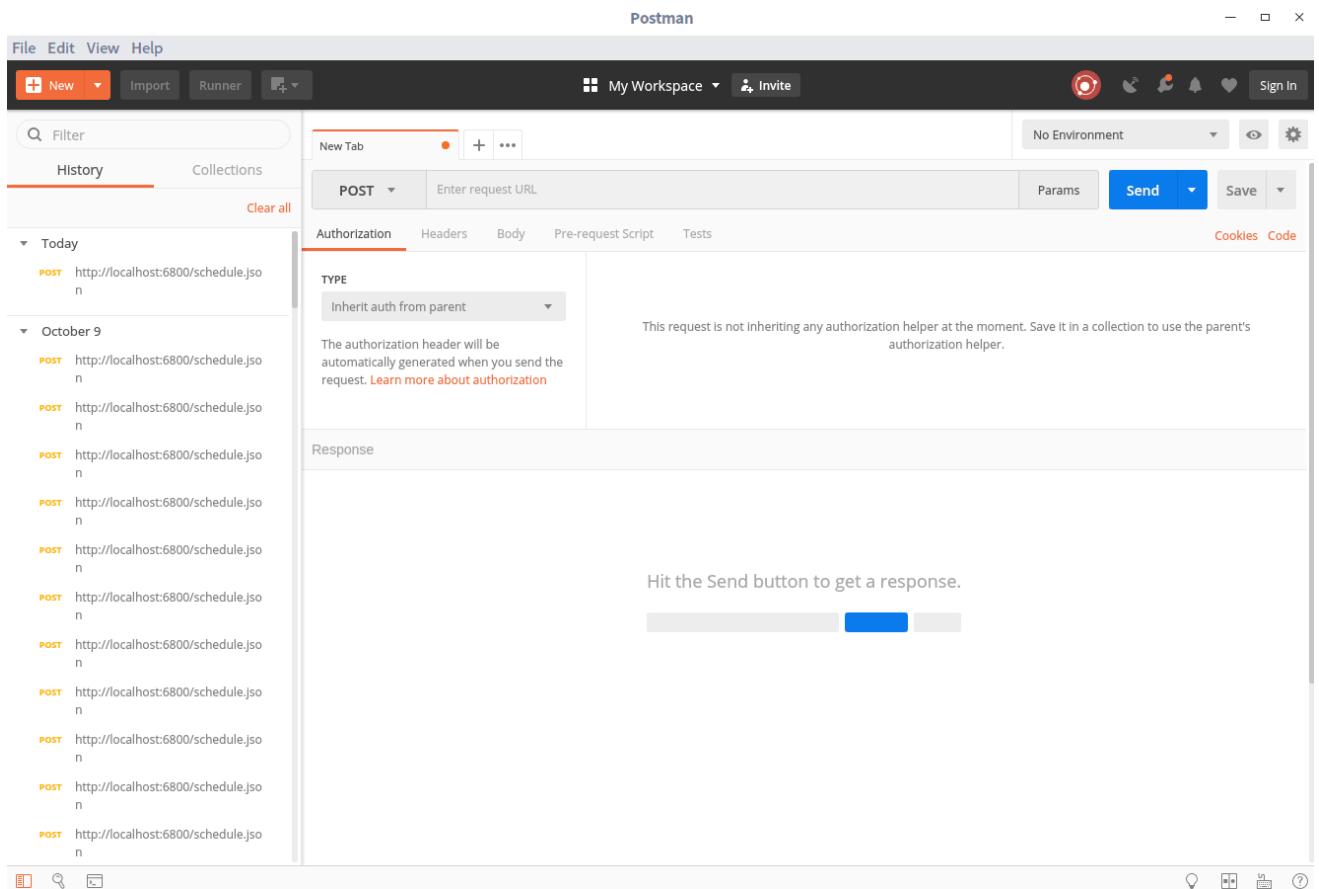 Postman
File Edit View Help
New Import Runner My Workspace Invite Sign In
Filter
History Collections
Clear all
Today
POST http://localhost:6800/schedule.jso
n
October 9
POST http://localhost:6800/schedule.jso
n
POST http://localhost:6800/schedule.jso
n
POST http://localhost:6800/schedule.jso
n
POST http://localhost:6800/schedule.jso
n
POST http://localhost:6800/schedule.jso
n
POST http://localhost:6800/schedule.jso
n
POST http://localhost:6800/schedule.jso
n
POST http://localhost:6800/schedule.jso
n
POST http://localhost:6800/schedule.jso
n
POST http://localhost:6800/schedule.jso
n
POST http://localhost:6800/schedule.jso
n
New Tab
No Environment
POST Enter request URL Params Send Save
Authorization Headers Body Pre-request Script Tests Cookies Code
TYPE
Inherit auth from parent
The authorization header will be
automatically generated when you send the
request. Learn more about authorization
This request is not inheriting any authorization helper at the moment. Save it in a collection to use the parent's
authorization helper.
Response
Hit the Send button to get a response.